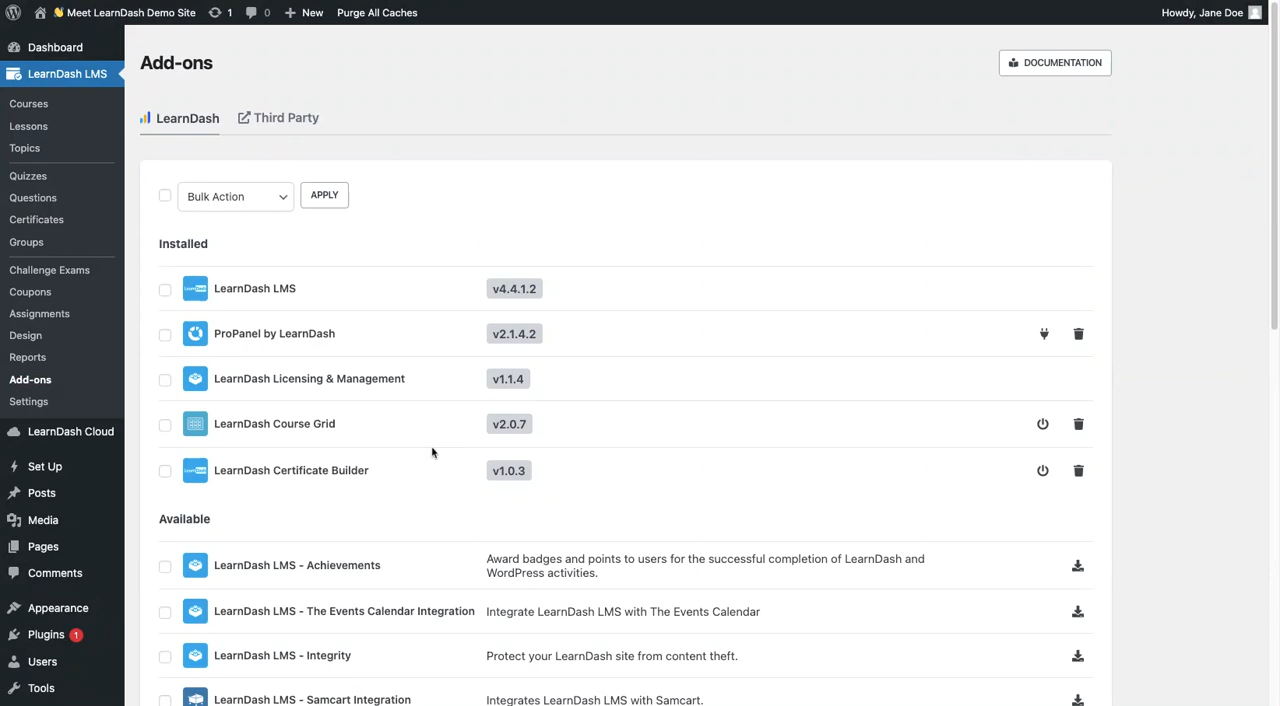 👋 Meet LearnDash Demo Site 1 0 New Purge All Caches Howdy, Jane Doe
Dashboard
LearnDash LMS
Courses
Lessons
Topics
Quizzes
Questions
Certificates
Groups
Challenge Exams
Coupons
Assignments
Design
Reports
Add-ons
Settings
LearnDash Cloud
Set Up
Posts
Media
Pages
Comments
Appearance
Plugins 1
Users
Tools
Add-ons
DOCUMENTATION
LearnDash Third Party
Bulk Action APPLY
Installed
LearnDash LMS v4.4.1.2
ProPanel by LearnDash v2.1.4.2
LearnDash Licensing & Management v1.1.4
LearnDash Course Grid v2.0.7
LearnDash Certificate Builder v1.0.3
Available
LearnDash LMS - Achievements Award badges and points to users for the successful completion of LearnDash and
WordPress activities.
LearnDash LMS - The Events Calendar Integration Integrate LearnDash LMS with The Events Calendar
LearnDash LMS - Integrity Protect your LearnDash site from content theft.
LearnDash LMS - Samcart Integration Integrates LearnDash LMS with Samcart.